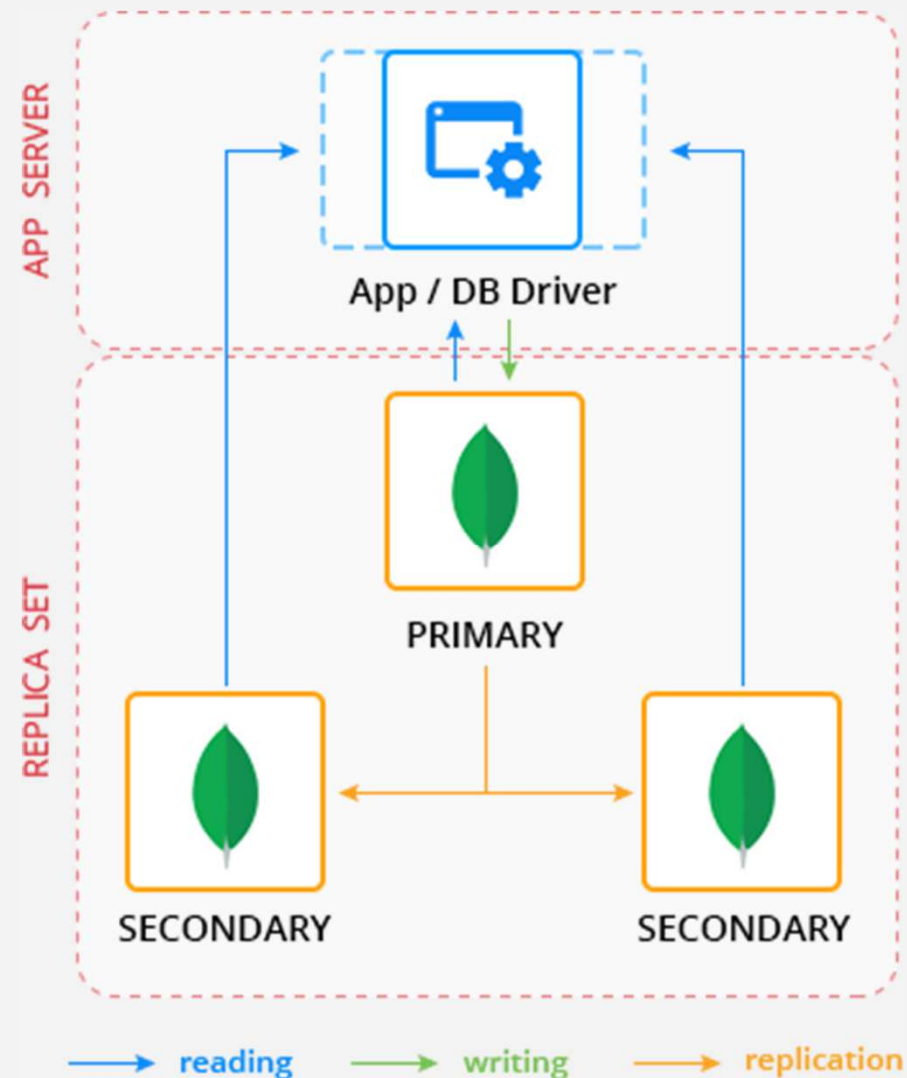 APP SERVER
App / DB Driver
REPLICA SET
PRIMARY
SECONDARY
SECONDARY
reading
writing
replication